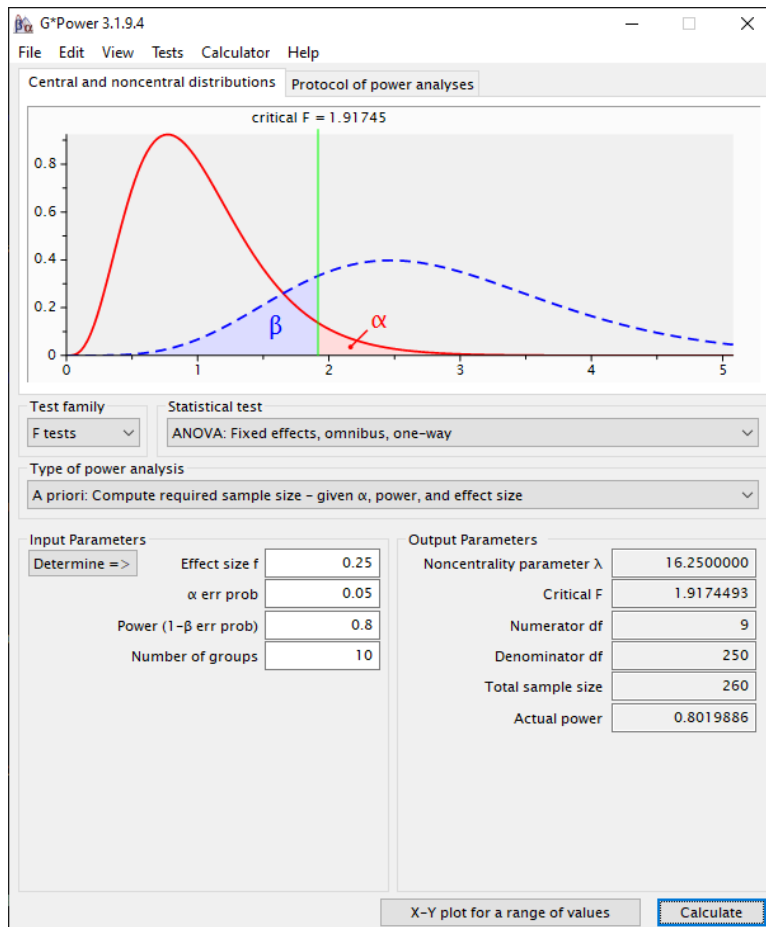 G*Power 3.1.9.4
File Edit View Tests Calculator Help
Central and noncentral distributions Protocol of power analyses
critical F = 1.91745
0.8
0.6
0.4
0.2
0
β
α
0 1 2 3 4 5
Test family Statistical test
F tests ANOVA: Fixed effects, omnibus, one-way
Type of power analysis
A priori: Compute required sample size - given α, power, and effect size
Input Parameters
Determine =>
Effect size f 0.25
α err prob 0.05
Power (1-β err prob) 0.8
Number of groups 10
Output Parameters
Noncentrality parameter λ 16.2500000
Critical F 1.9174493
Numerator df 9
Denominator df 250
Total sample size 260
Actual power 0.8019886
X-Y plot for a range of values Calculate